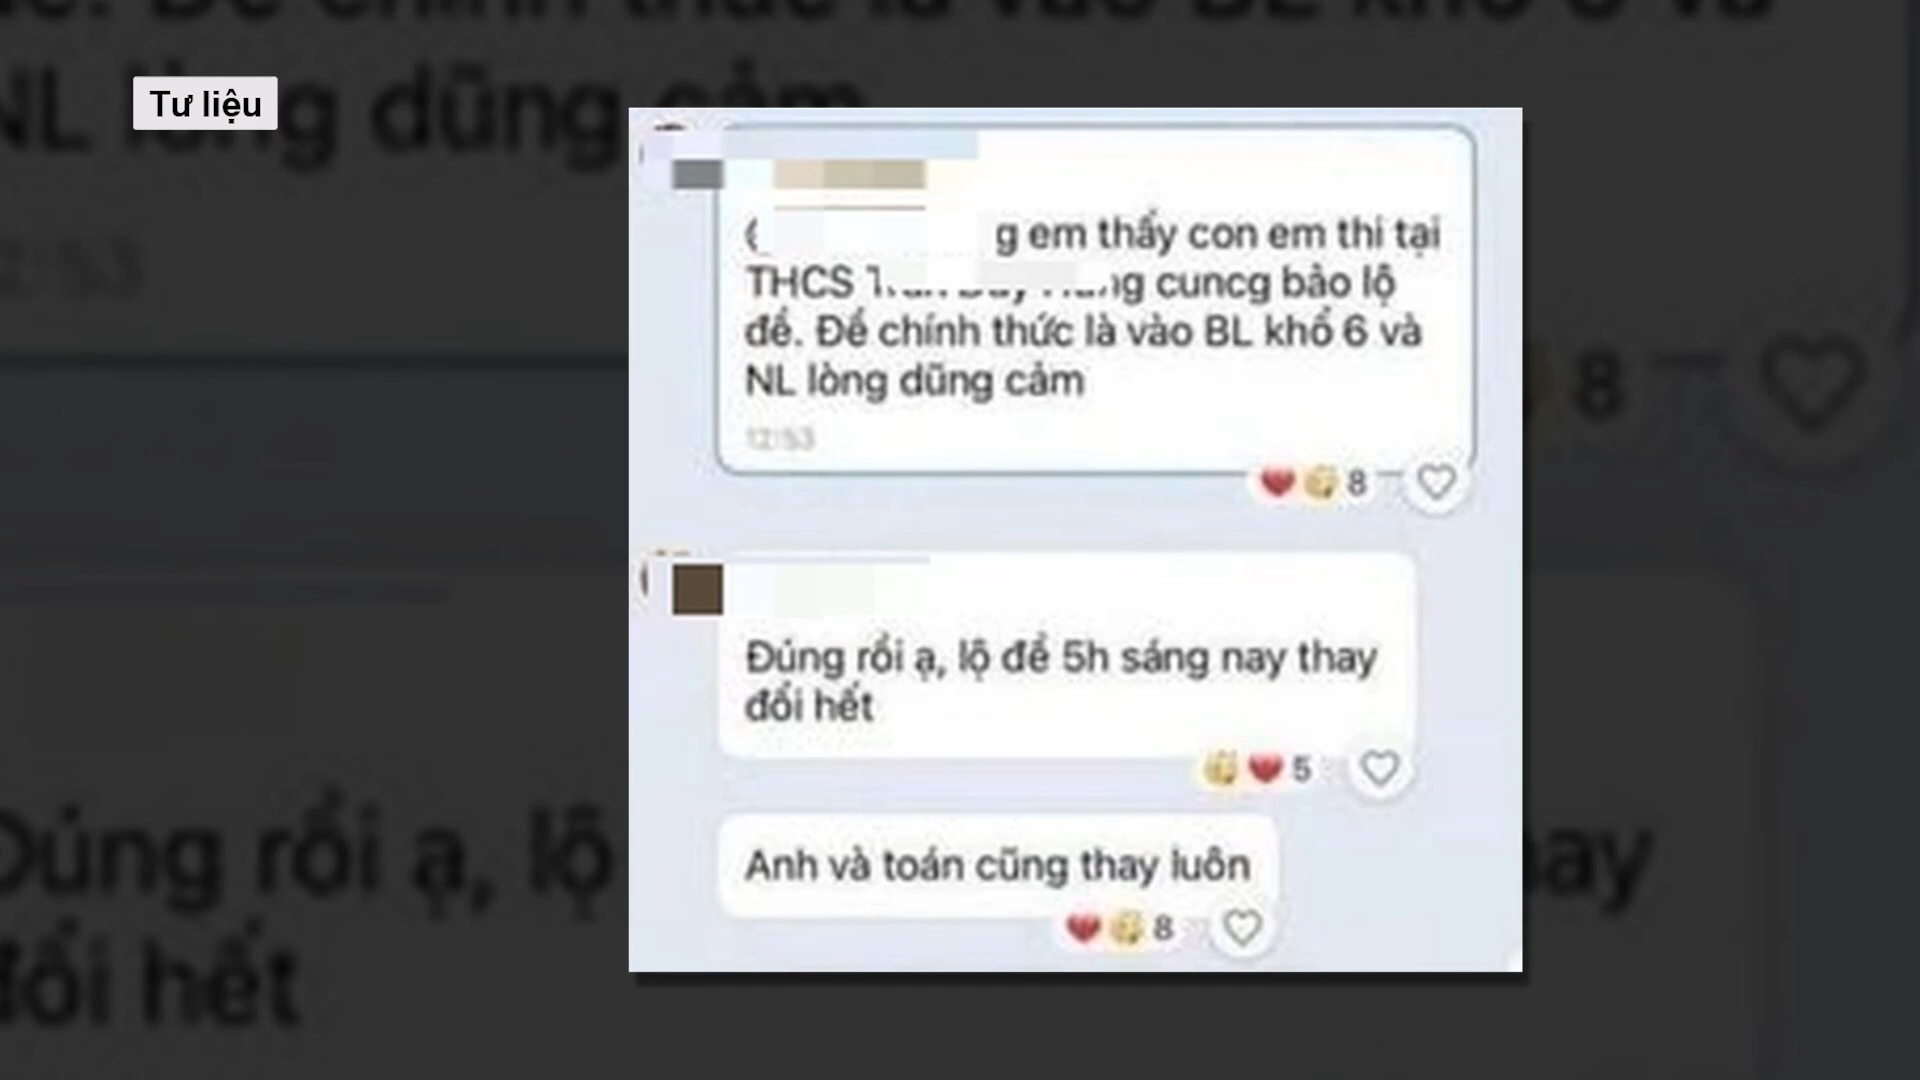 Tư liệu
g em thấy con em thi tại
THCS cuncg bảo lộ
đề. Đề chính thức là vào BL khổ 6 và
NL lòng dũng cảm
12:53
8
Đúng rồi ạ, lộ đề 5h sáng nay thay
đổi hết
5
Anh và toán cũng thay luôn
8